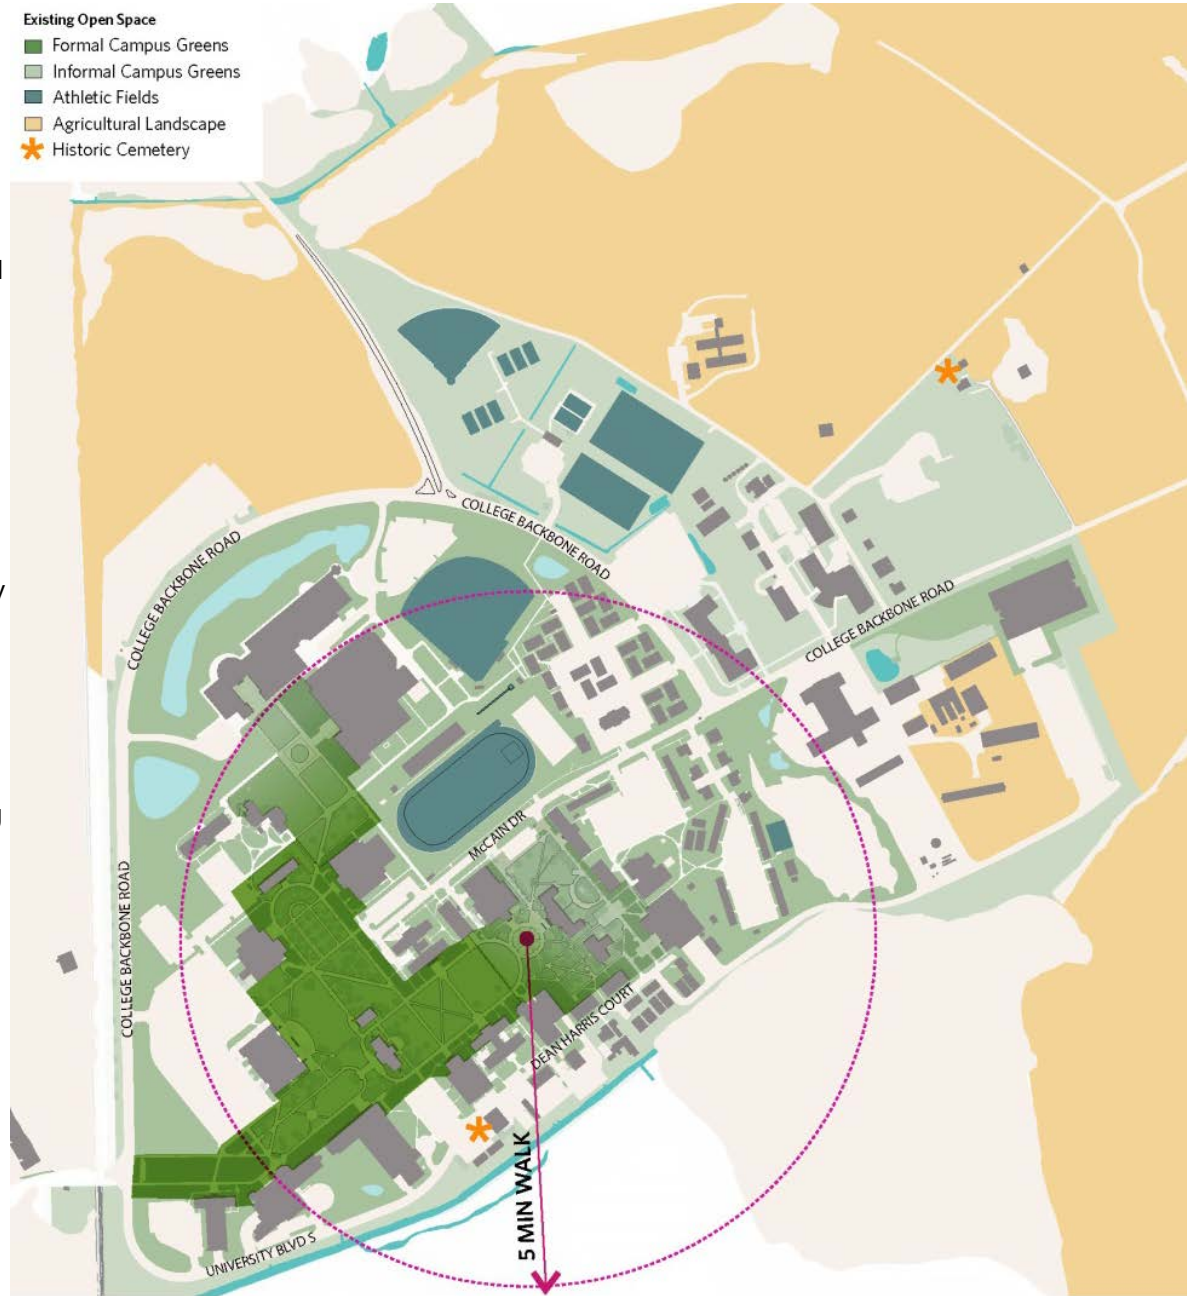 Existing Open Space
Formal Campus Greens
Informal Campus Greens
Athletic Fields
Agricultural Landscape
Historic Cemetery
COLLEGE BACKBONE ROAD
COLLEGE BACKBONE ROAD
COLLEGE BACKBONE ROAD
McCAIN DR
COLLEGE BACKBONE ROAD
DEAN HARRIS COURT
5 MIN WALK
UNIVERSITY BLVD S